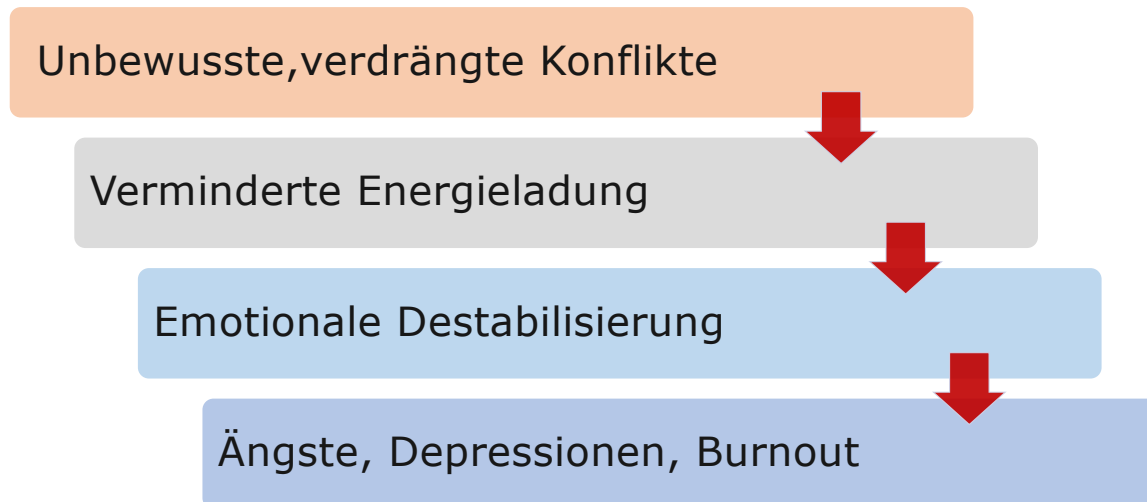 Unbewusste,verdrängte Konflikte
Verminderte Energieladung
Emotionale Destabilisierung
Ängste, Depressionen, Burnout